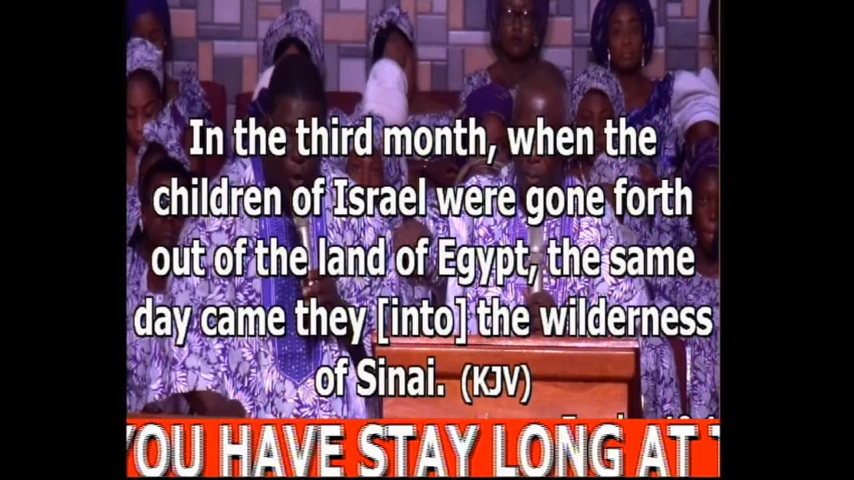 In the third month, when the
children of Israel were gone forth
out of the land of Egypt, the same
day came they [into] the wilderness
of Sinai. (KJV)
YOU HAVE STAY LONG AT